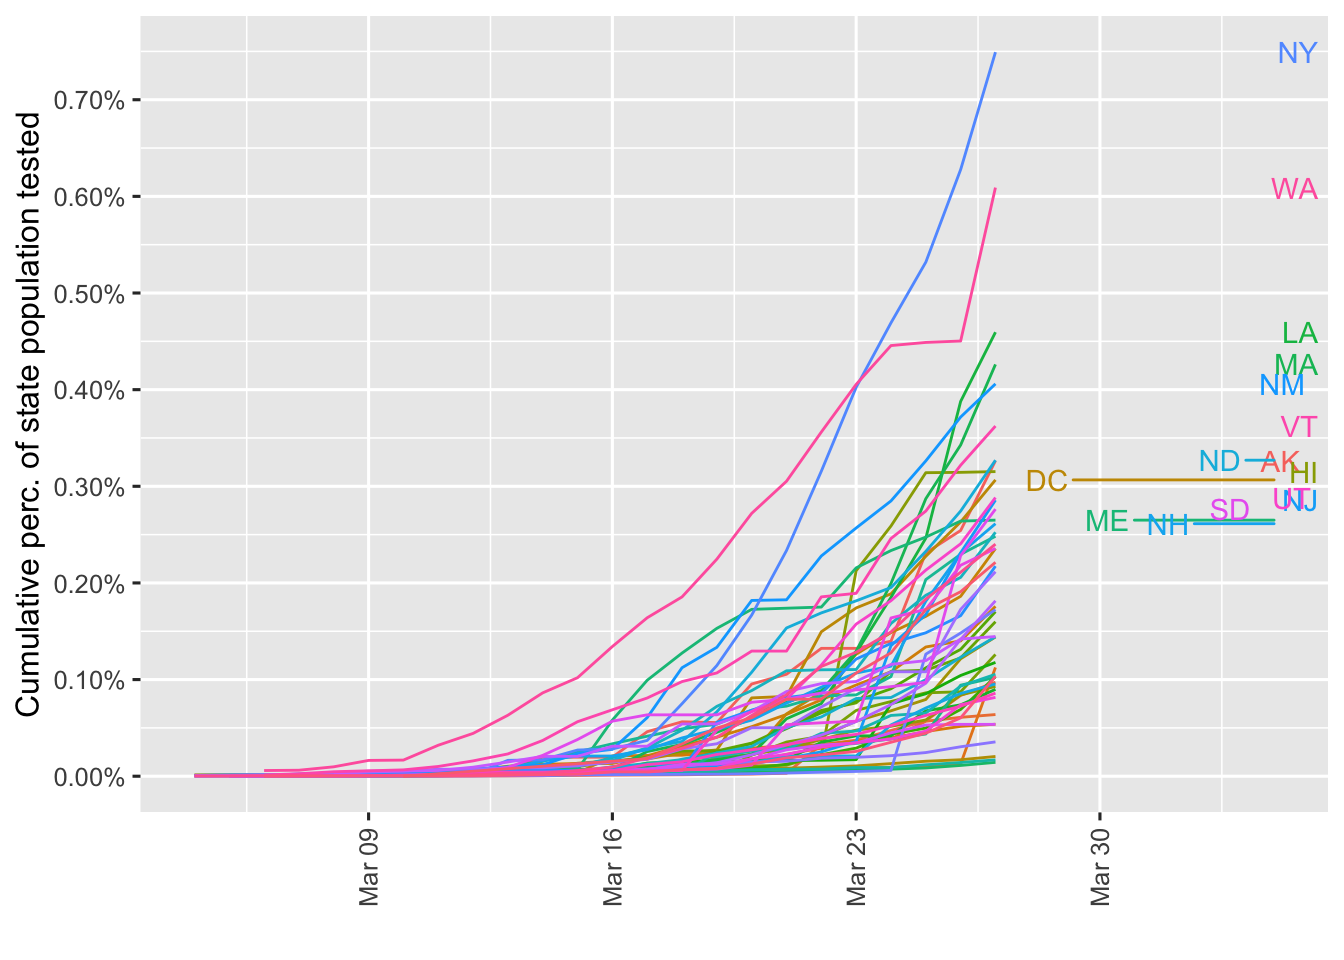 Cumulative perc. of state population tested
0.70%
0.60%
0.50%
0.40%
0.30%
0.20%
0.10%
0.00%
NY
WA
LA
MA
NM
VT
ND
AK
HI
DC
UT
NJ
SD
ME
NH
Mar 09
Mar 16
Mar 23
Mar 30